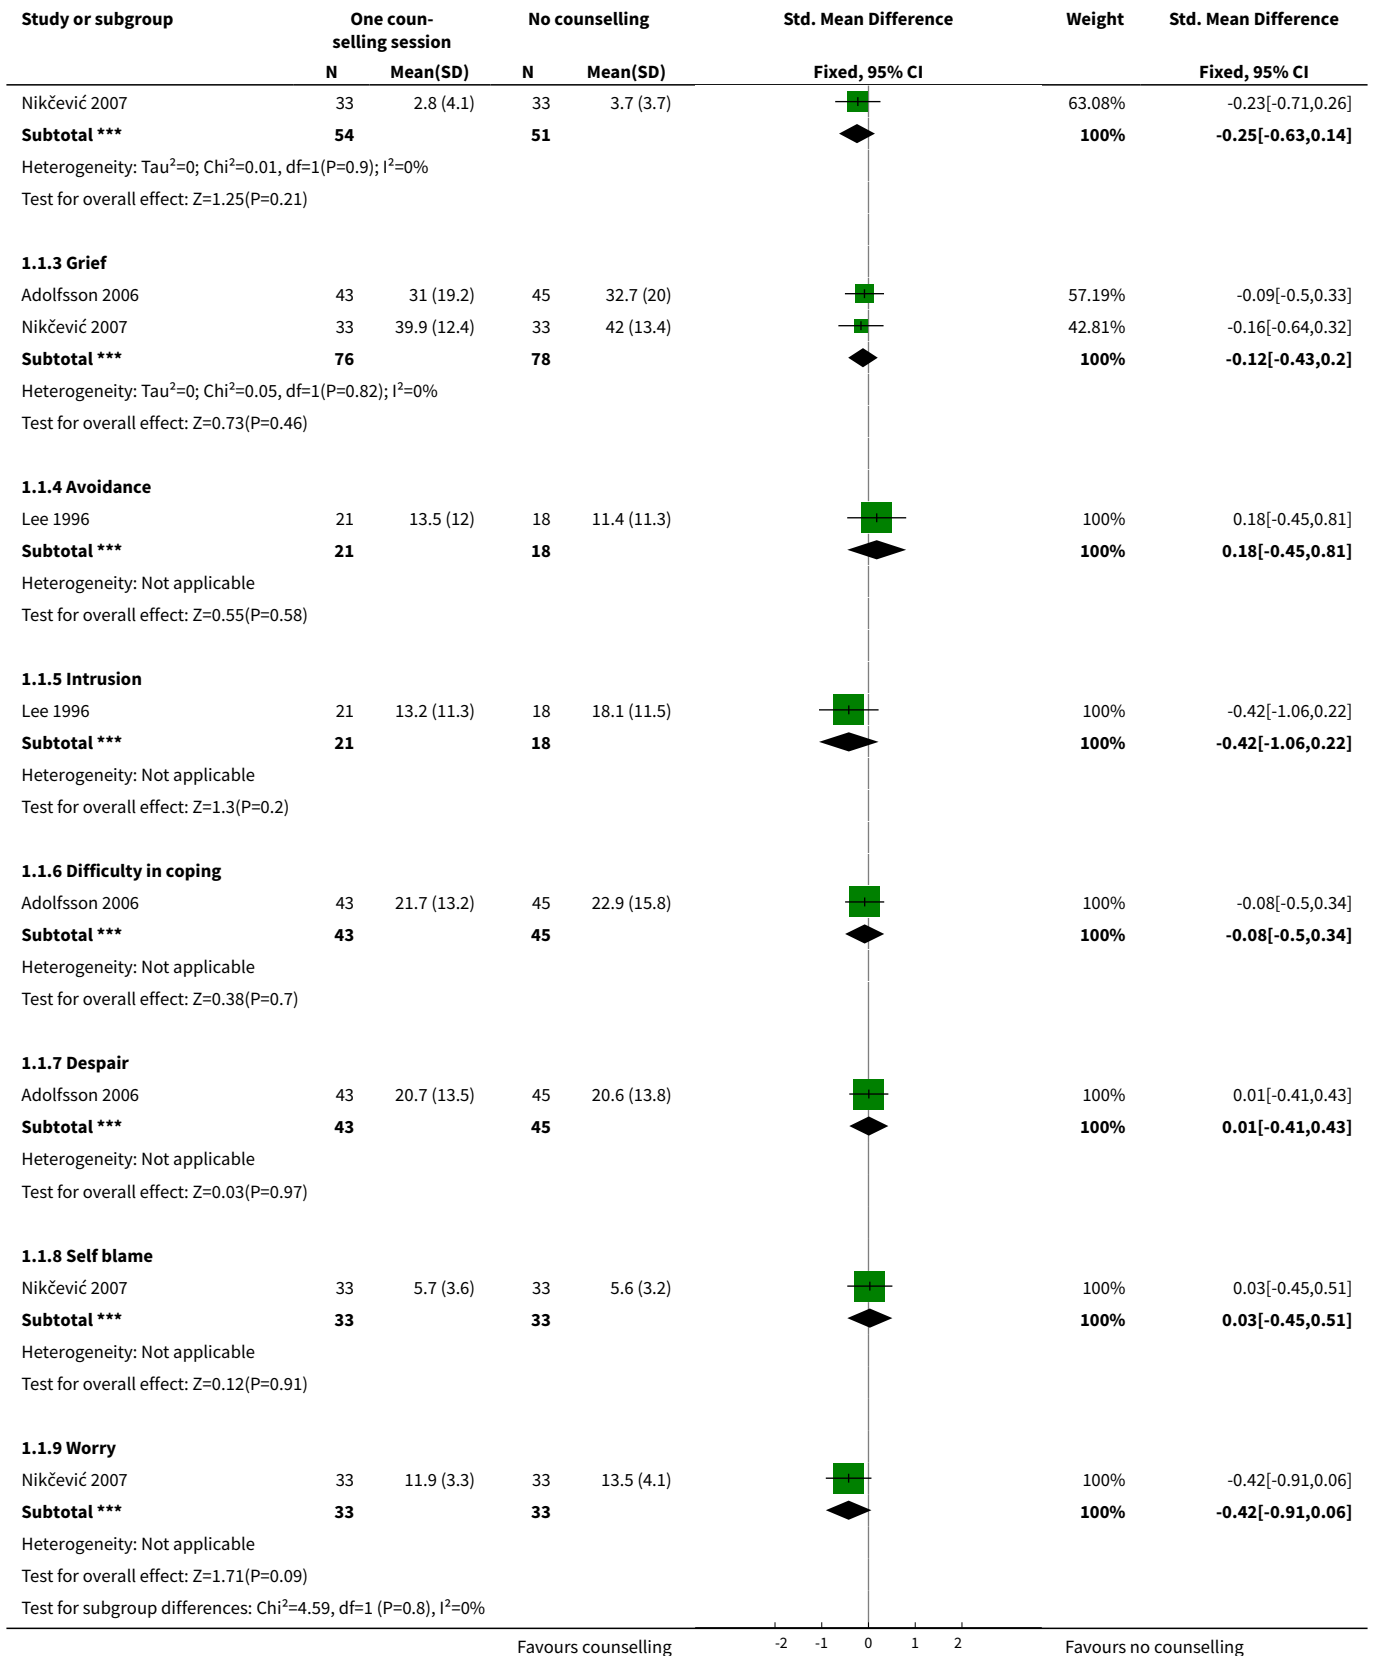 Study or subgroup One coun- No counselling Std. Mean Difference Weight Std. Mean Difference
selling session
N Mean(SD) N Mean(SD) Fixed, 95% CI Fixed, 95% CI
Nikčević 2007 33 2.8 (4.1) 33 3.7 (3.7) 63.08% -0.23[-0.71,0.26]
Subtotal *** 54 51 100% -0.25[-0.63,0.14]
Heterogeneity: Tau²=0; Chi²=0.01, df=1(P=0.9); I²=0%
Test for overall effect: Z=1.25(P=0.21)
1.1.3 Grief
Adolfsson 2006 43 31 (19.2) 45 32.7 (20) 57.19% -0.09[-0.5,0.33]
Nikčević 2007 33 39.9 (12.4) 33 42 (13.4) 42.81% -0.16[-0.64,0.32]
Subtotal *** 76 78 100% -0.12[-0.43,0.2]
Heterogeneity: Tau²=0; Chi²=0.05, df=1(P=0.82); I²=0%
Test for overall effect: Z=0.73(P=0.46)
1.1.4 Avoidance
Lee 1996 21 13.5 (12) 18 11.4 (11.3) 100% 0.18[-0.45,0.81]
Subtotal *** 21 18 100% 0.18[-0.45,0.81]
Heterogeneity: Not applicable
Test for overall effect: Z=0.55(P=0.58)
1.1.5 Intrusion
Lee 1996 21 13.2 (11.3) 18 18.1 (11.5) 100% -0.42[-1.06,0.22]
Subtotal *** 21 18 100% -0.42[-1.06,0.22]
Heterogeneity: Not applicable
Test for overall effect: Z=1.3(P=0.2)
1.1.6 Difficulty in coping
Adolfsson 2006 43 21.7 (13.2) 45 22.9 (15.8) 100% -0.08[-0.5,0.34]
Subtotal *** 43 45 100% -0.08[-0.5,0.34]
Heterogeneity: Not applicable
Test for overall effect: Z=0.38(P=0.7)
1.1.7 Despair
Adolfsson 2006 43 20.7 (13.5) 45 20.6 (13.8) 100% 0.01[-0.41,0.43]
Subtotal *** 43 45 100% 0.01[-0.41,0.43]
Heterogeneity: Not applicable
Test for overall effect: Z=0.03(P=0.97)
1.1.8 Self blame
Nikčević 2007 33 5.7 (3.6) 33 5.6 (3.2) 100% 0.03[-0.45,0.51]
Subtotal *** 33 33 100% 0.03[-0.45,0.51]
Heterogeneity: Not applicable
Test for overall effect: Z=0.12(P=0.91)
1.1.9 Worry
Nikčević 2007 33 11.9 (3.3) 33 13.5 (4.1) 100% -0.42[-0.91,0.06]
Subtotal *** 33 33 100% -0.42[-0.91,0.06]
Heterogeneity: Not applicable
Test for overall effect: Z=1.71(P=0.09)
Test for subgroup differences: Chi²=4.59, df=1 (P=0.8), I²=0%
Favours counselling -2 -1 0 1 2 Favours no counselling